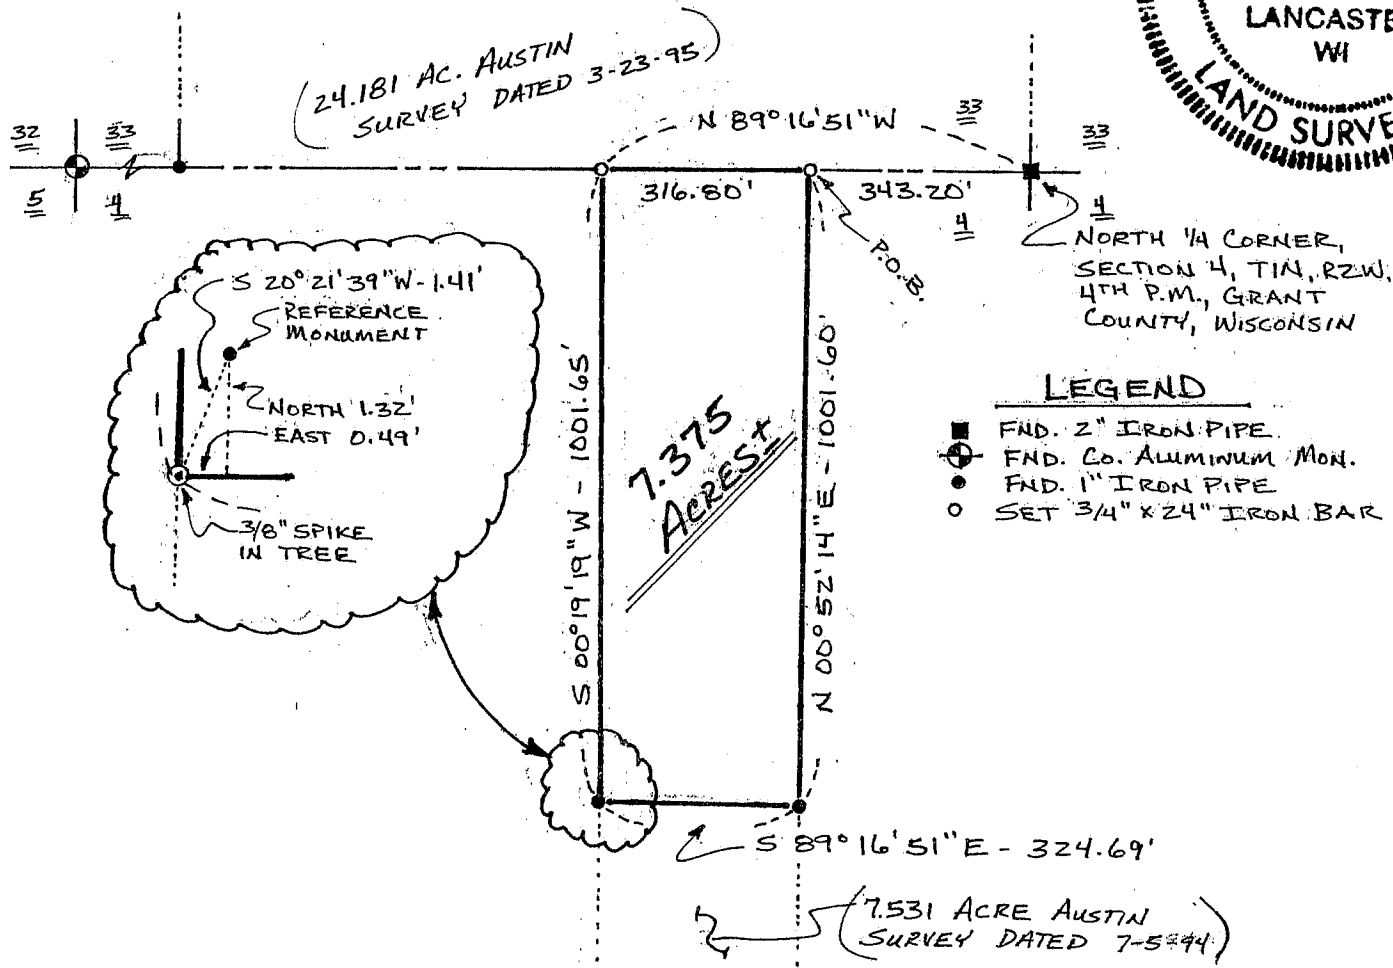 LANCASTE
WI
LAND SURVE
(24.181 AC. AUSTIN
SURVEY DATED 3-23-95)
32
33
5
4
N 89°16'51"W
33
33
316.80'
343.20'
4
4
P.O.B.
NORTH 1/4 CORNER,
SECTION 4, T1N, R2W,
4TH P.M., GRANT
COUNTY, WISCONSIN
S 20°21'39"W-1.41'
REFERENCE
MONUMENT
NORTH 1.32'
EAST 0.49'
3/8" SPIKE
IN TREE
S 00°19'19"W - 1001.65'
7.375
ACRES±
N 00°52'14"E - 1001.60'
LEGEND
FND. 2" IRON PIPE
FND. CO. ALUMINUM MON.
FND. 1" IRON PIPE
SET 3/4" X 24" IRON BAR
S 89°16'51"E - 324.69'
(7.531 ACRE AUSTIN
SURVEY DATED 7-5-94)